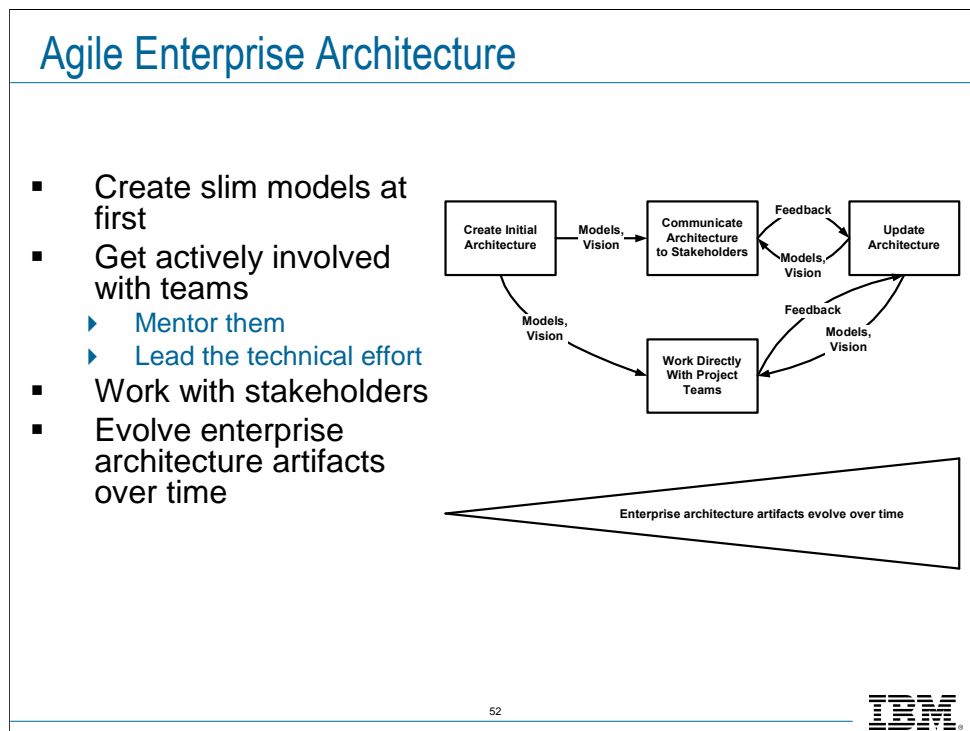 Agile Enterprise Architecture
▪ Create slim models at
first
▪ Get actively involved
with teams
Mentor them
Lead the technical effort
▪ Work with stakeholders
▪ Evolve enterprise
architecture artifacts
over time
Create Initial
Architecture
Models,
Vision
Communicate
Architecture
to Stakeholders
Feedback
Models,
Vision
Update
Architecture
Models,
Vision
Feedback
Models,
Vision
Work Directly
With Project
Teams
Enterprise architecture artifacts evolve over time
52
IBM®